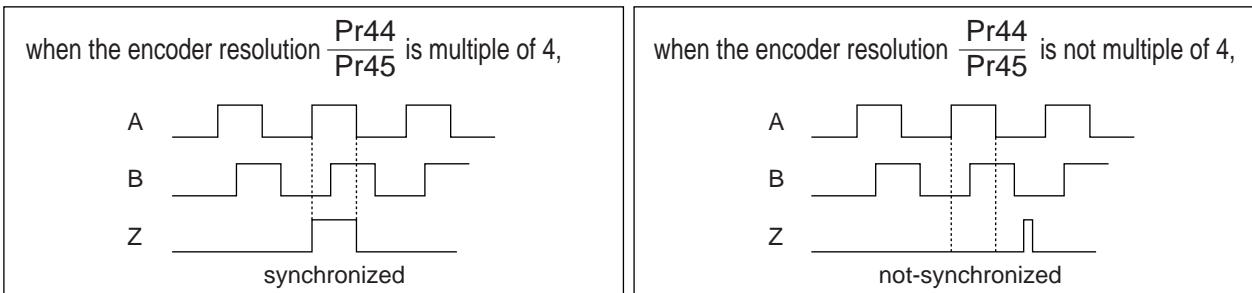 when the encoder resolution Pr44/Pr45 is multiple of 4,
A
B
Z
synchronized
when the encoder resolution Pr44/Pr45 is not multiple of 4,
A
B
Z
not-synchronized